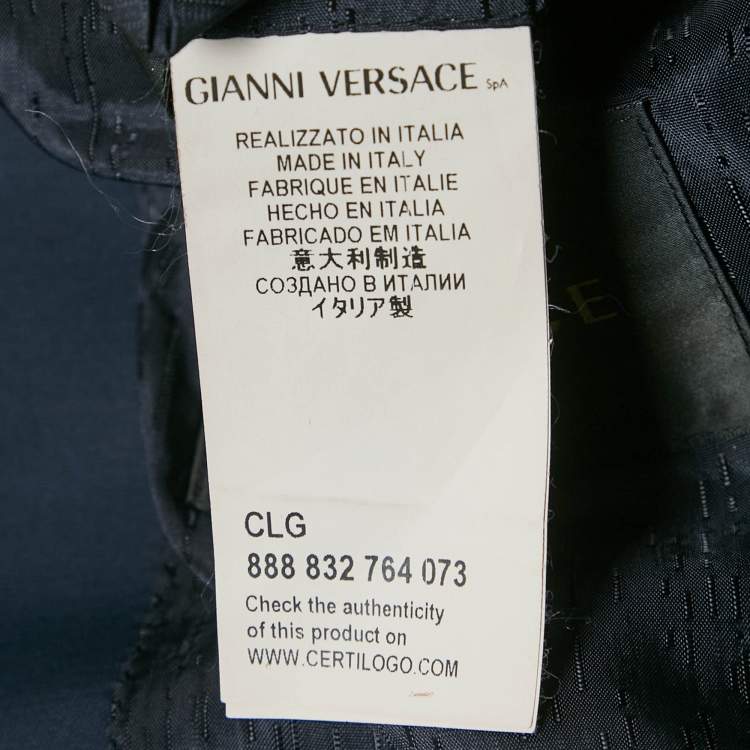 GIANNI VERSACE SpA
REALIZZATO IN ITALIA
MADE IN ITALY
FABRIQUE EN ITALIE
HECHO EN ITALIA
FABRICADO EM ITALIA
意大利制造
СОЗДАНО В ИТАЛИИ
イタリア製
CLG
888 832 764 073
Check the authenticity
of this product on
WWW.CERTILOGO.COM